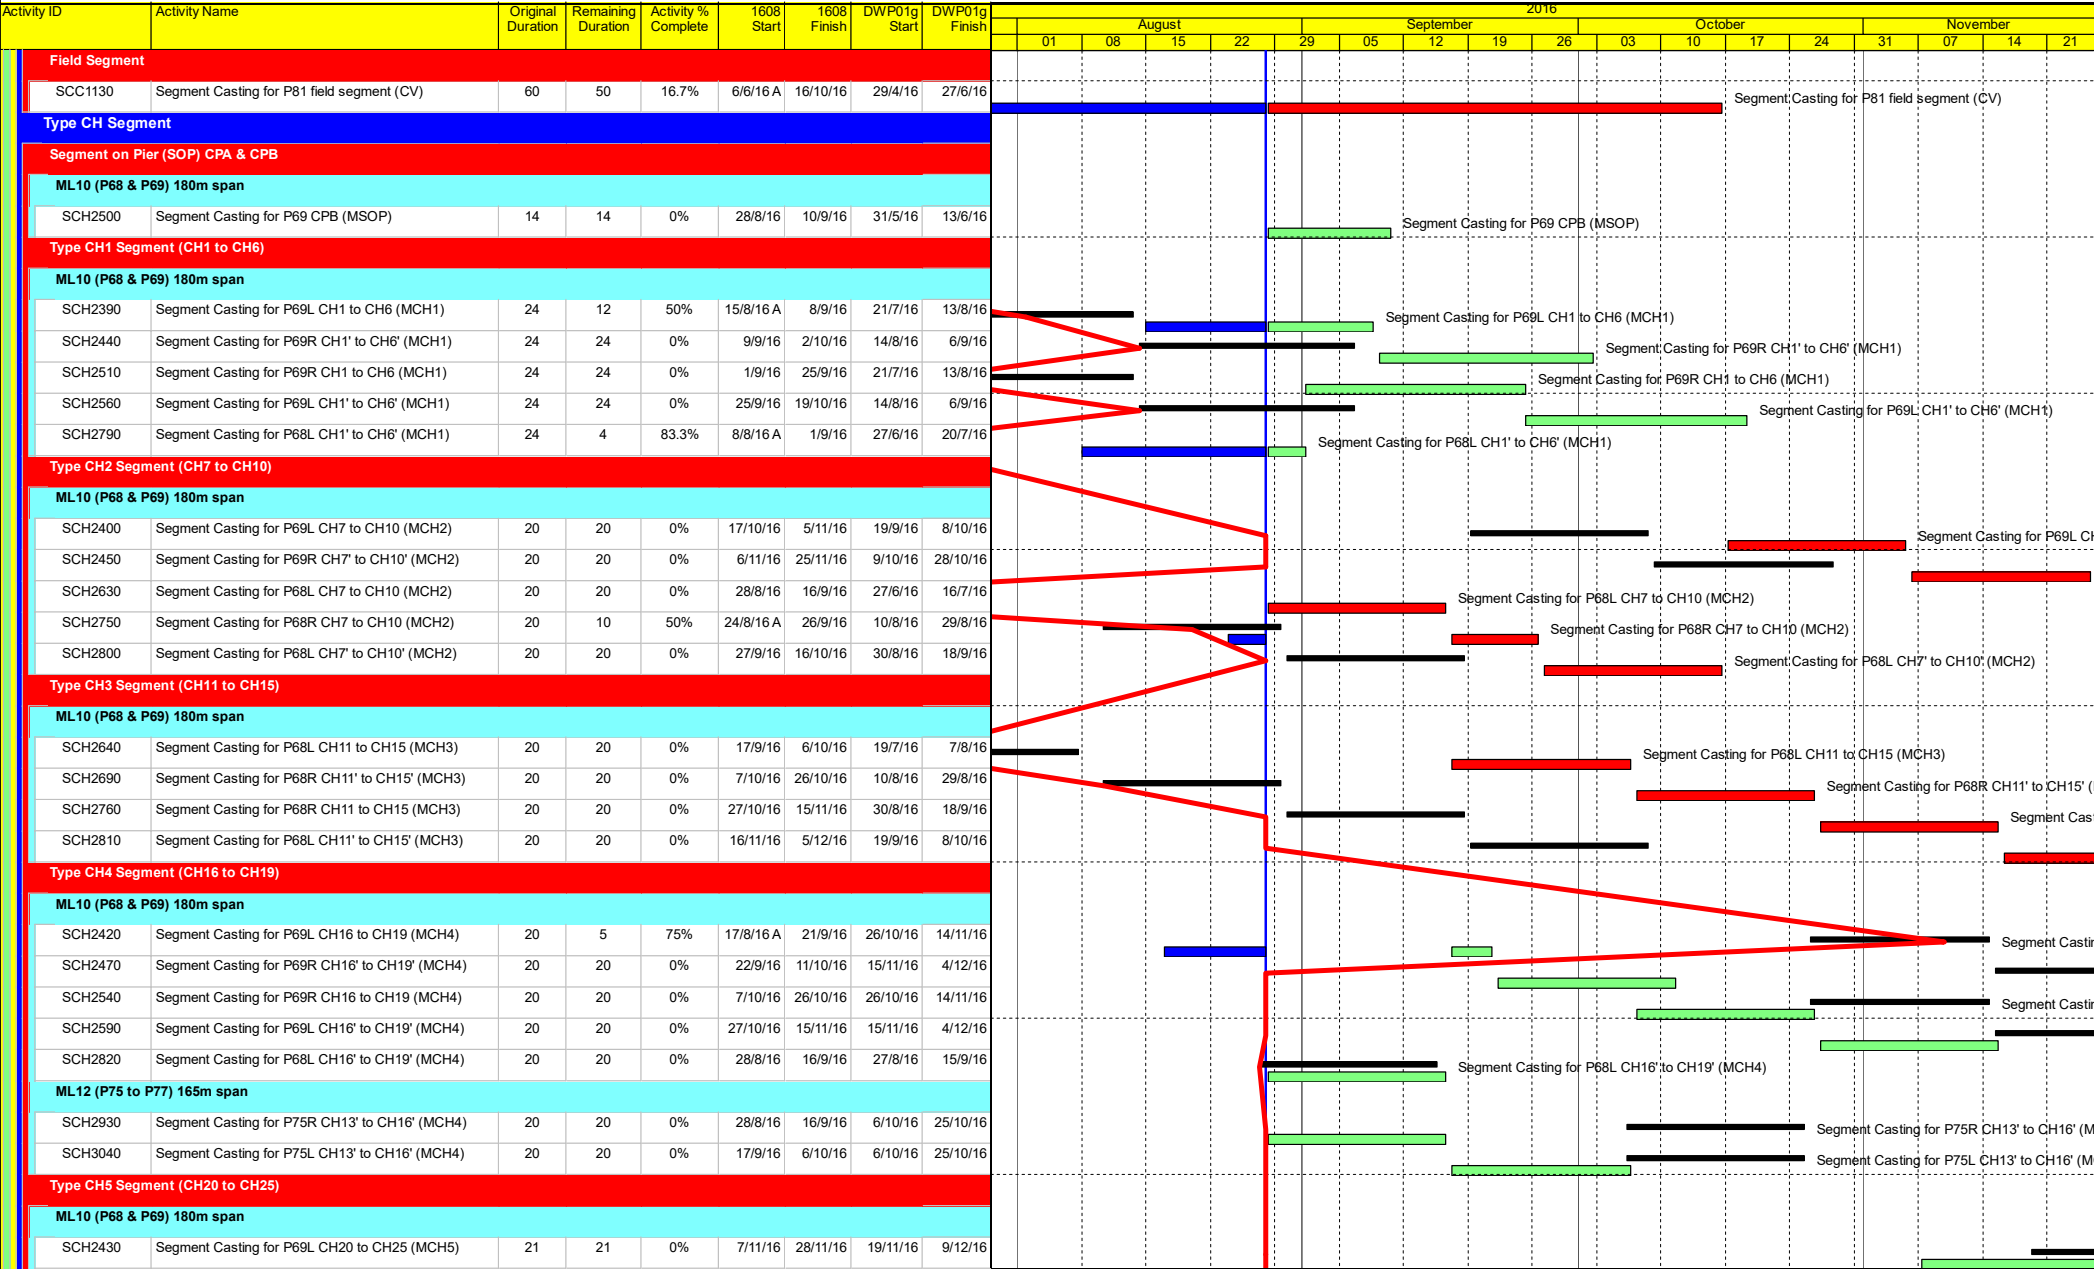 Activity ID Activity Name Original Duration Remaining Duration Activity % Complete 1608 Start 1608 Finish DWP01g Start DWP01g Finish
2016
August September October November
01 08 15 22 29 05 12 19 26 03 10 17 24 31 07 14 21
Field Segment
SCC1130 Segment Casting for P81 field segment (CV) 60 50 16.7% 6/6/16 A 16/10/16 29/4/16 27/6/16
Segment Casting for P81 field segment (CV)
Type CH Segment
Segment on Pier (SOP) CPA & CPB
ML10 (P68 & P69) 180m span
SCH2500 Segment Casting for P69 CPB (MSOP) 14 14 0% 28/8/16 10/9/16 31/5/16 13/6/16
Segment Casting for P69 CPB (MSOP)
Type CH1 Segment (CH1 to CH6)
ML10 (P68 & P69) 180m span
SCH2390 Segment Casting for P69L CH1 to CH6 (MCH1) 24 12 50% 15/8/16 A 8/9/16 21/7/16 13/8/16
Segment Casting for P69L CH1 to CH6 (MCH1)
SCH2440 Segment Casting for P69R CH1' to CH6' (MCH1) 24 24 0% 9/9/16 2/10/16 14/8/16 6/9/16
Segment Casting for P69R CH1' to CH6' (MCH1)
SCH2510 Segment Casting for P69R CH1 to CH6 (MCH1) 24 24 0% 1/9/16 25/9/16 21/7/16 13/8/16
Segment Casting for P69R CH1 to CH6 (MCH1)
SCH2560 Segment Casting for P69L CH1' to CH6' (MCH1) 24 24 0% 25/9/16 19/10/16 14/8/16 6/9/16
Segment Casting for P69L CH1' to CH6' (MCH1)
SCH2790 Segment Casting for P68L CH1' to CH6' (MCH1) 24 4 83.3% 8/8/16 A 1/9/16 27/6/16 20/7/16
Segment Casting for P68L CH1' to CH6' (MCH1)
Type CH2 Segment (CH7 to CH10)
ML10 (P68 & P69) 180m span
SCH2400 Segment Casting for P69L CH7 to CH10 (MCH2) 20 20 0% 17/10/16 5/11/16 19/9/16 8/10/16
Segment Casting for P69L CH
SCH2450 Segment Casting for P69R CH7' to CH10' (MCH2) 20 20 0% 6/11/16 25/11/16 9/10/16 28/10/16
SCH2630 Segment Casting for P68L CH7 to CH10 (MCH2) 20 20 0% 28/8/16 16/9/16 27/6/16 16/7/16
Segment Casting for P68L CH7 to CH10 (MCH2)
SCH2750 Segment Casting for P68R CH7 to CH10 (MCH2) 20 10 50% 24/8/16 A 26/9/16 10/8/16 29/8/16
Segment Casting for P68R CH7 to CH10 (MCH2)
SCH2800 Segment Casting for P68L CH7' to CH10' (MCH2) 20 20 0% 27/9/16 16/10/16 30/8/16 18/9/16
Segment Casting for P68L CH7' to CH10' (MCH2)
Type CH3 Segment (CH11 to CH15)
ML10 (P68 & P69) 180m span
SCH2640 Segment Casting for P68L CH11 to CH15 (MCH3) 20 20 0% 17/9/16 6/10/16 19/7/16 7/8/16
Segment Casting for P68L CH11 to CH15 (MCH3)
SCH2690 Segment Casting for P68R CH11' to CH15' (MCH3) 20 20 0% 7/10/16 26/10/16 10/8/16 29/8/16
Segment Casting for P68R CH11' to CH15' (
SCH2760 Segment Casting for P68R CH11 to CH15 (MCH3) 20 20 0% 27/10/16 15/11/16 30/8/16 18/9/16
Segment Cas
SCH2810 Segment Casting for P68L CH11' to CH15' (MCH3) 20 20 0% 16/11/16 5/12/16 19/9/16 8/10/16
Type CH4 Segment (CH16 to CH19)
ML10 (P68 & P69) 180m span
SCH2420 Segment Casting for P69L CH16 to CH19 (MCH4) 20 5 75% 17/8/16 A 21/9/16 26/10/16 14/11/16
Segment Castin
SCH2470 Segment Casting for P69R CH16' to CH19' (MCH4) 20 20 0% 22/9/16 11/10/16 15/11/16 4/12/16
SCH2540 Segment Casting for P69R CH16 to CH19 (MCH4) 20 20 0% 7/10/16 26/10/16 26/10/16 14/11/16
Segment Castin
SCH2590 Segment Casting for P69L CH16' to CH19' (MCH4) 20 20 0% 27/10/16 15/11/16 15/11/16 4/12/16
SCH2820 Segment Casting for P68L CH16' to CH19' (MCH4) 20 20 0% 28/8/16 16/9/16 27/8/16 15/9/16
Segment Casting for P68L CH16' to CH19' (MCH4)
ML12 (P75 to P77) 165m span
SCH2930 Segment Casting for P75R CH13' to CH16' (MCH4) 20 20 0% 28/8/16 16/9/16 6/10/16 25/10/16
Segment Casting for P75R CH13' to CH16' (M
SCH3040 Segment Casting for P75L CH13' to CH16' (MCH4) 20 20 0% 17/9/16 6/10/16 6/10/16 25/10/16
Segment Casting for P75L CH13' to CH16' (M
Type CH5 Segment (CH20 to CH25)
ML10 (P68 & P69) 180m span
SCH2430 Segment Casting for P69L CH20 to CH25 (MCH5) 21 21 0% 7/11/16 28/11/16 19/11/16 9/12/16